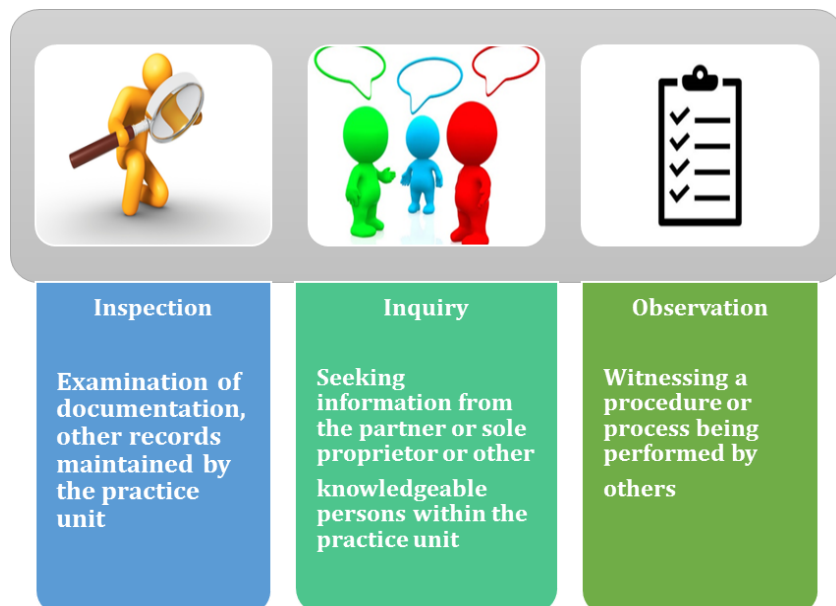 Inspection
Examination of
documentation,
other records
maintained by
the practice
unit
Inquiry
Seeking
information from
the partner or sole
proprietor or other
knowledgeable
persons within the
practice unit
Observation
Witnessing a
procedure or
process being
performed by
others